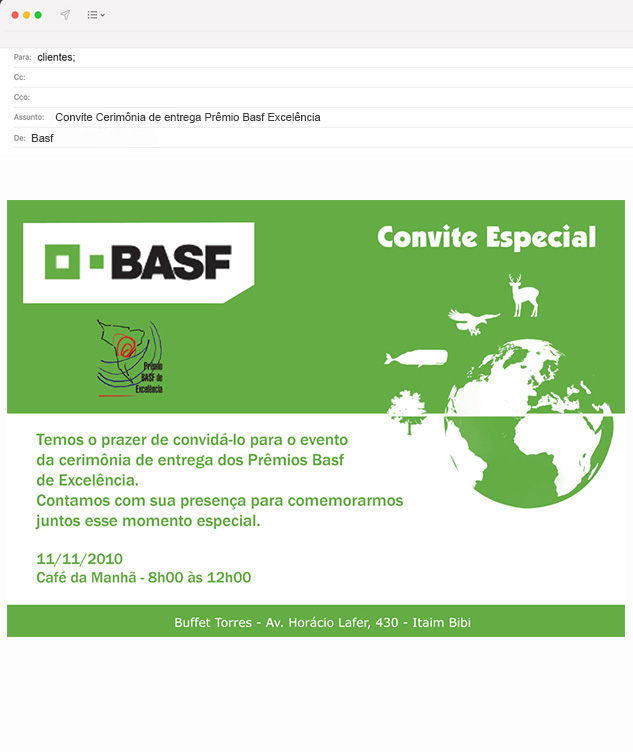 Para: clientes;
Cc:
Cco:
Assunto: Convite Cerimônia de entrega Prêmio Basf Excelência
De: Basf
BASF
Convite Especial
Prêmio
BASF de
Excelência
Temos o prazer de convidá-lo para o evento
da cerimônia de entrega dos Prêmios Basf
de Excelência.
Contamos com sua presença para comemorarmos
juntos esse momento especial.
11/11/2010
Café da Manhã - 8h00 às 12h00
Buffet Torres - Av. Horácio Lafer, 430 - Itaim Bibi